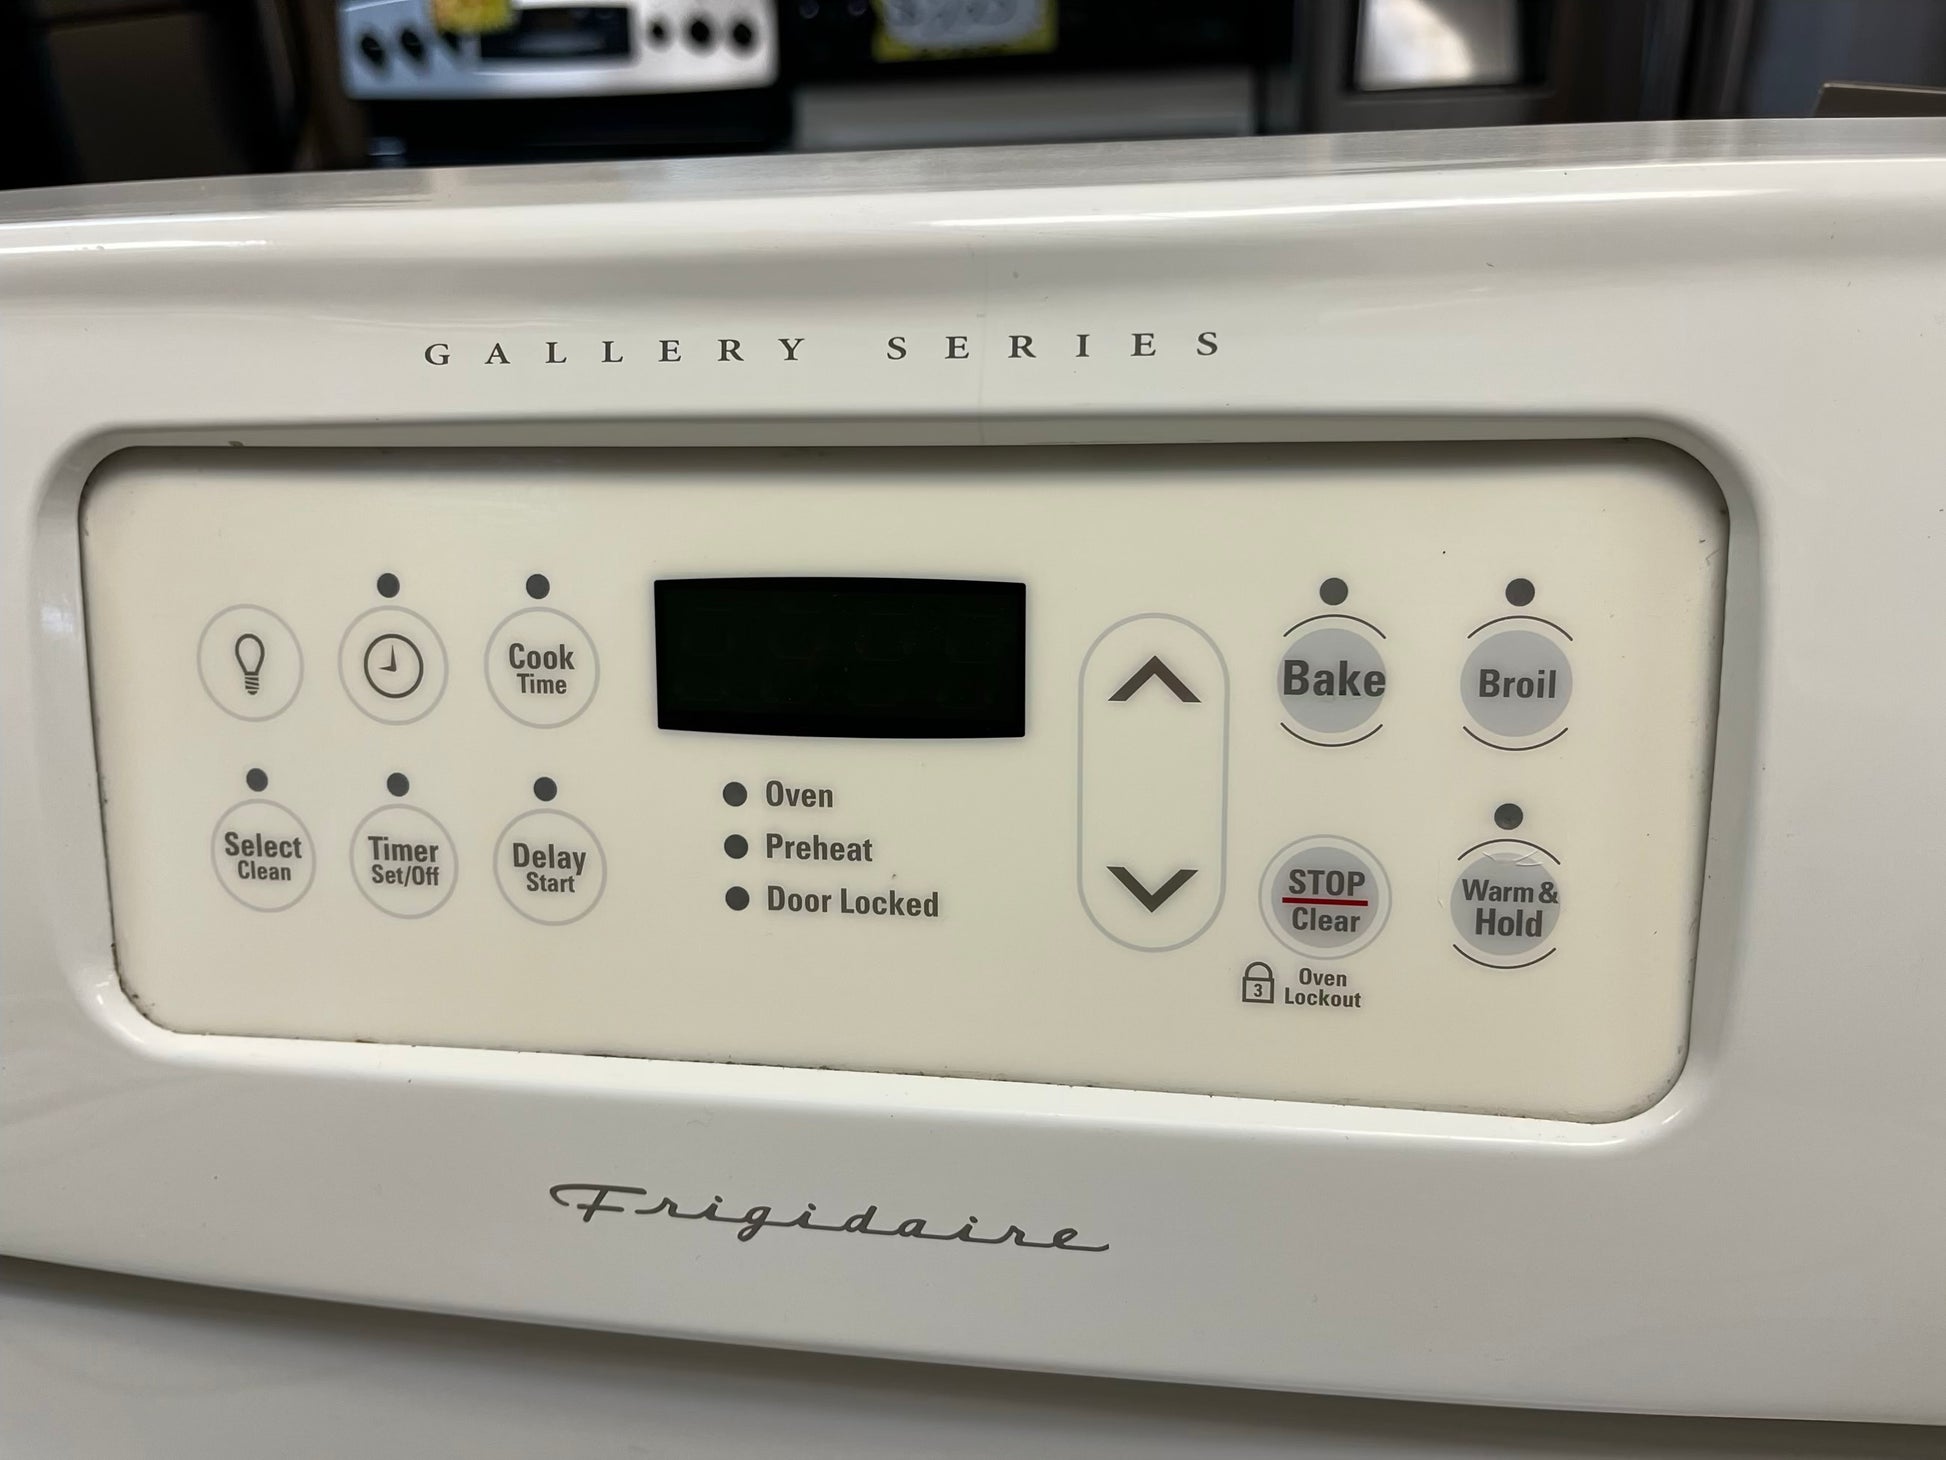 GALLERY SERIES
Cook
Time
Bake
Broil
Select
Clean
Timer
Set/Off
Delay
Start
Oven
Preheat
Door Locked
STOP
Clear
Warm &
Hold
3
Oven
Lockout
Frigidaire